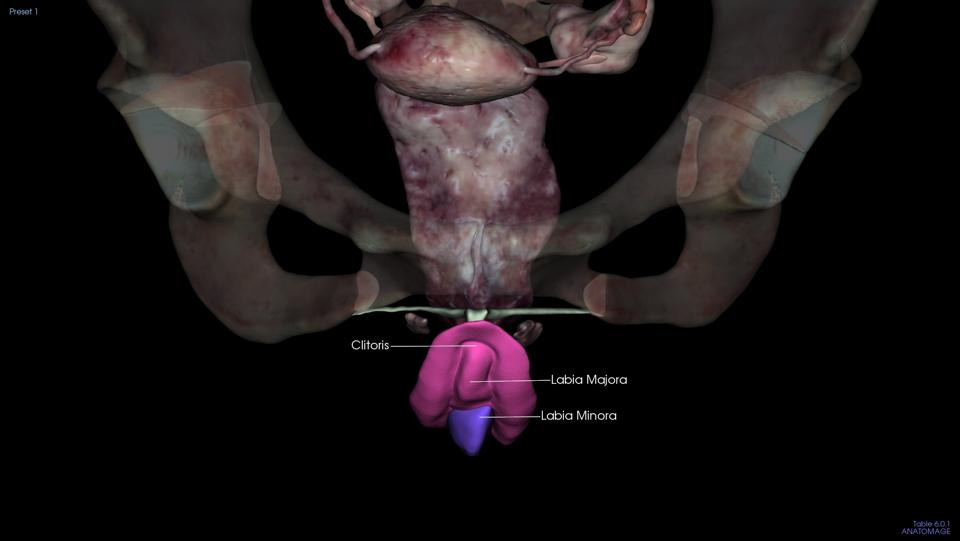 Preset 1
Clitoris
Labia Majora
Labia Minora
Table 6.0.1
ANATOMAGE